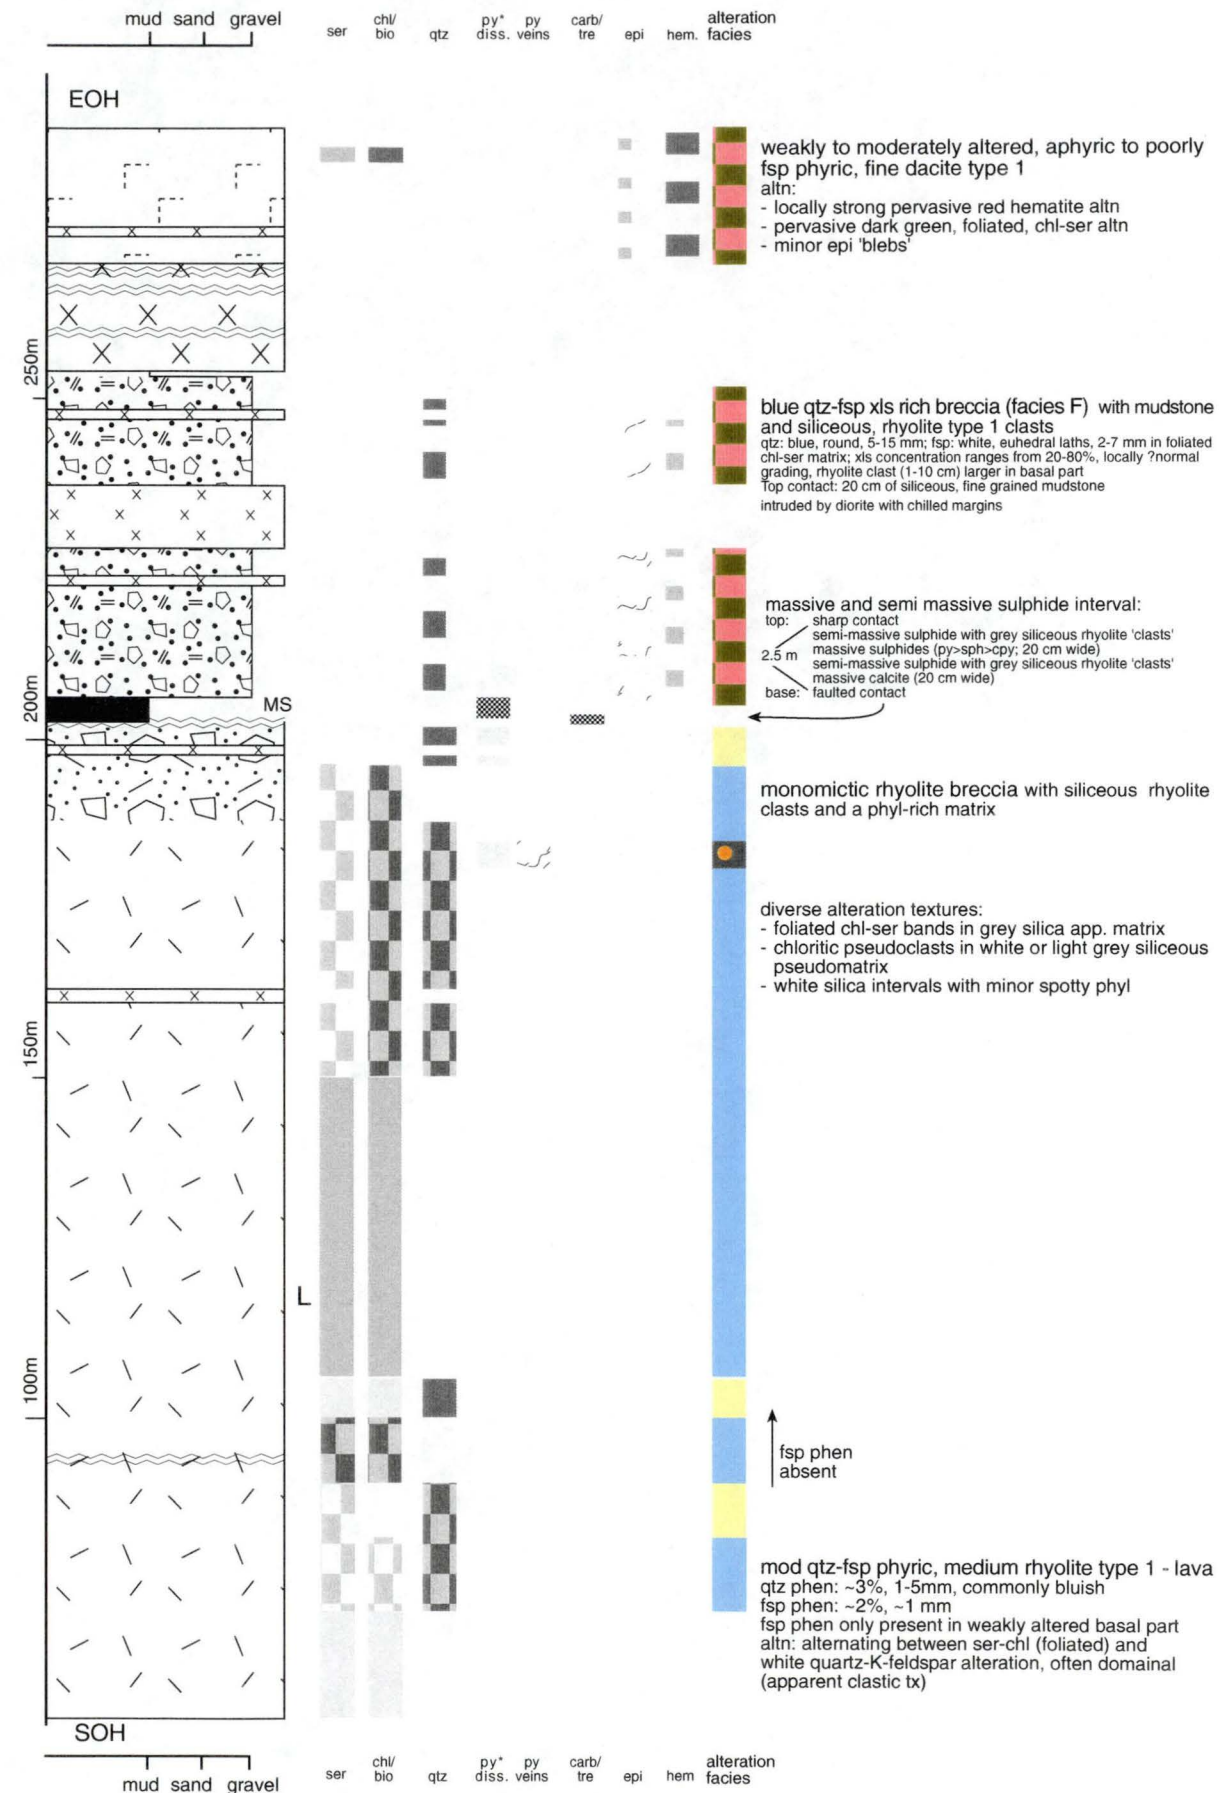 mud sand gravel
ser
chl/
bio
qtz
py*
diss.
py
veins
carb/
tre
epi
hem.
alteration
facies
EOH
weakly to moderately altered, aphyric to poorly
fsp phyric, fine dacite type 1
altn:
- locally strong pervasive red hematite altn
- pervasive dark green, foliated, chl-ser altn
- minor epi 'blebs'
250m
blue qtz-fsp xls rich breccia (facies F) with mudstone
and siliceous, rhyolite type 1 clasts
qtz: blue, round, 5-15 mm; fsp: white, euhedral laths, 2-7 mm in foliated
chl-ser matrix; xls concentration ranges from 20-80%, locally ?normal
grading, rhyolite clast (1-10 cm) larger in basal part
Top contact: 20 cm of siliceous, fine grained mudstone
intruded by diorite with chilled margins
massive and semi massive sulphide interval:
top: sharp contact
semi-massive sulphide with grey siliceous rhyolite 'clasts'
massive sulphides (py>sph>cpy; 20 cm wide)
2.5 m
semi-massive sulphide with grey siliceous rhyolite 'clasts'
massive calcite (20 cm wide)
base: faulted contact
200m
MS
monomictic rhyolite breccia with siliceous rhyolite
clasts and a phyl-rich matrix
diverse alteration textures:
- foliated chl-ser bands in grey silica app. matrix
- chloritic pseudoclasts in white or light grey siliceous
pseudomatrix
- white silica intervals with minor spotty phyl
150m
L
100m
fsp phen
absent
mod qtz-fsp phyric, medium rhyolite type 1 - lava
qtz phen: ~3%, 1-5mm, commonly bluish
fsp phen: ~2%, ~1 mm
fsp phen only present in weakly altered basal part
altn: alternating between ser-chl (foliated) and
white quartz-K-feldspar alteration, often domainal
(apparent clastic tx)
SOH
mud sand gravel
ser
chl/
bio
qtz
py*
diss.
py
veins
carb/
tre
epi
hem
alteration
facies